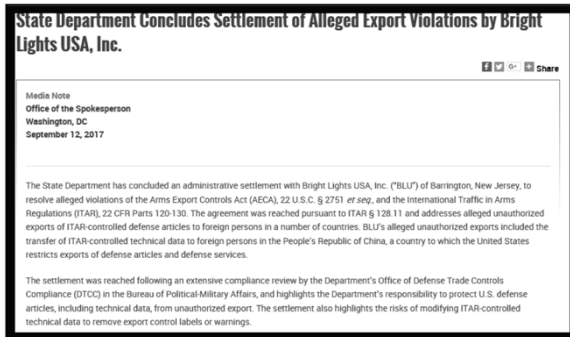 State Department Concludes Settlement of Alleged Export Violations by Bright
Lights USA, Inc.
f G+ + Share
Media Note
Office of the Spokesperson
Washington, DC
September 12, 2017
The State Department has concluded an administrative settlement with Bright Lights USA, Inc. ("BLU") of Barrington, New Jersey, to
resolve alleged violations of the Arms Export Controls Act (AECA), 22 U.S.C. § 2751 et seq., and the International Traffic in Arms
Regulations (ITAR), 22 CFR Parts 120-130. The agreement was reached pursuant to ITAR § 128.11 and addresses alleged unauthorized
exports of ITAR-controlled defense articles to foreign persons in a number of countries. BLU's alleged unauthorized exports included the
transfer of ITAR-controlled technical data to foreign persons in the People's Republic of China, a country to which the United States
restricts exports of defense articles and defense services.
The settlement was reached following an extensive compliance review by the Department's Office of Defense Trade Controls
Compliance (DTCC) in the Bureau of Political-Military Affairs, and highlights the Department's responsibility to protect U.S. defense
articles, including technical data, from unauthorized export. The settlement also highlights the risks of modifying ITAR-controlled
technical data to remove export control labels or warnings.